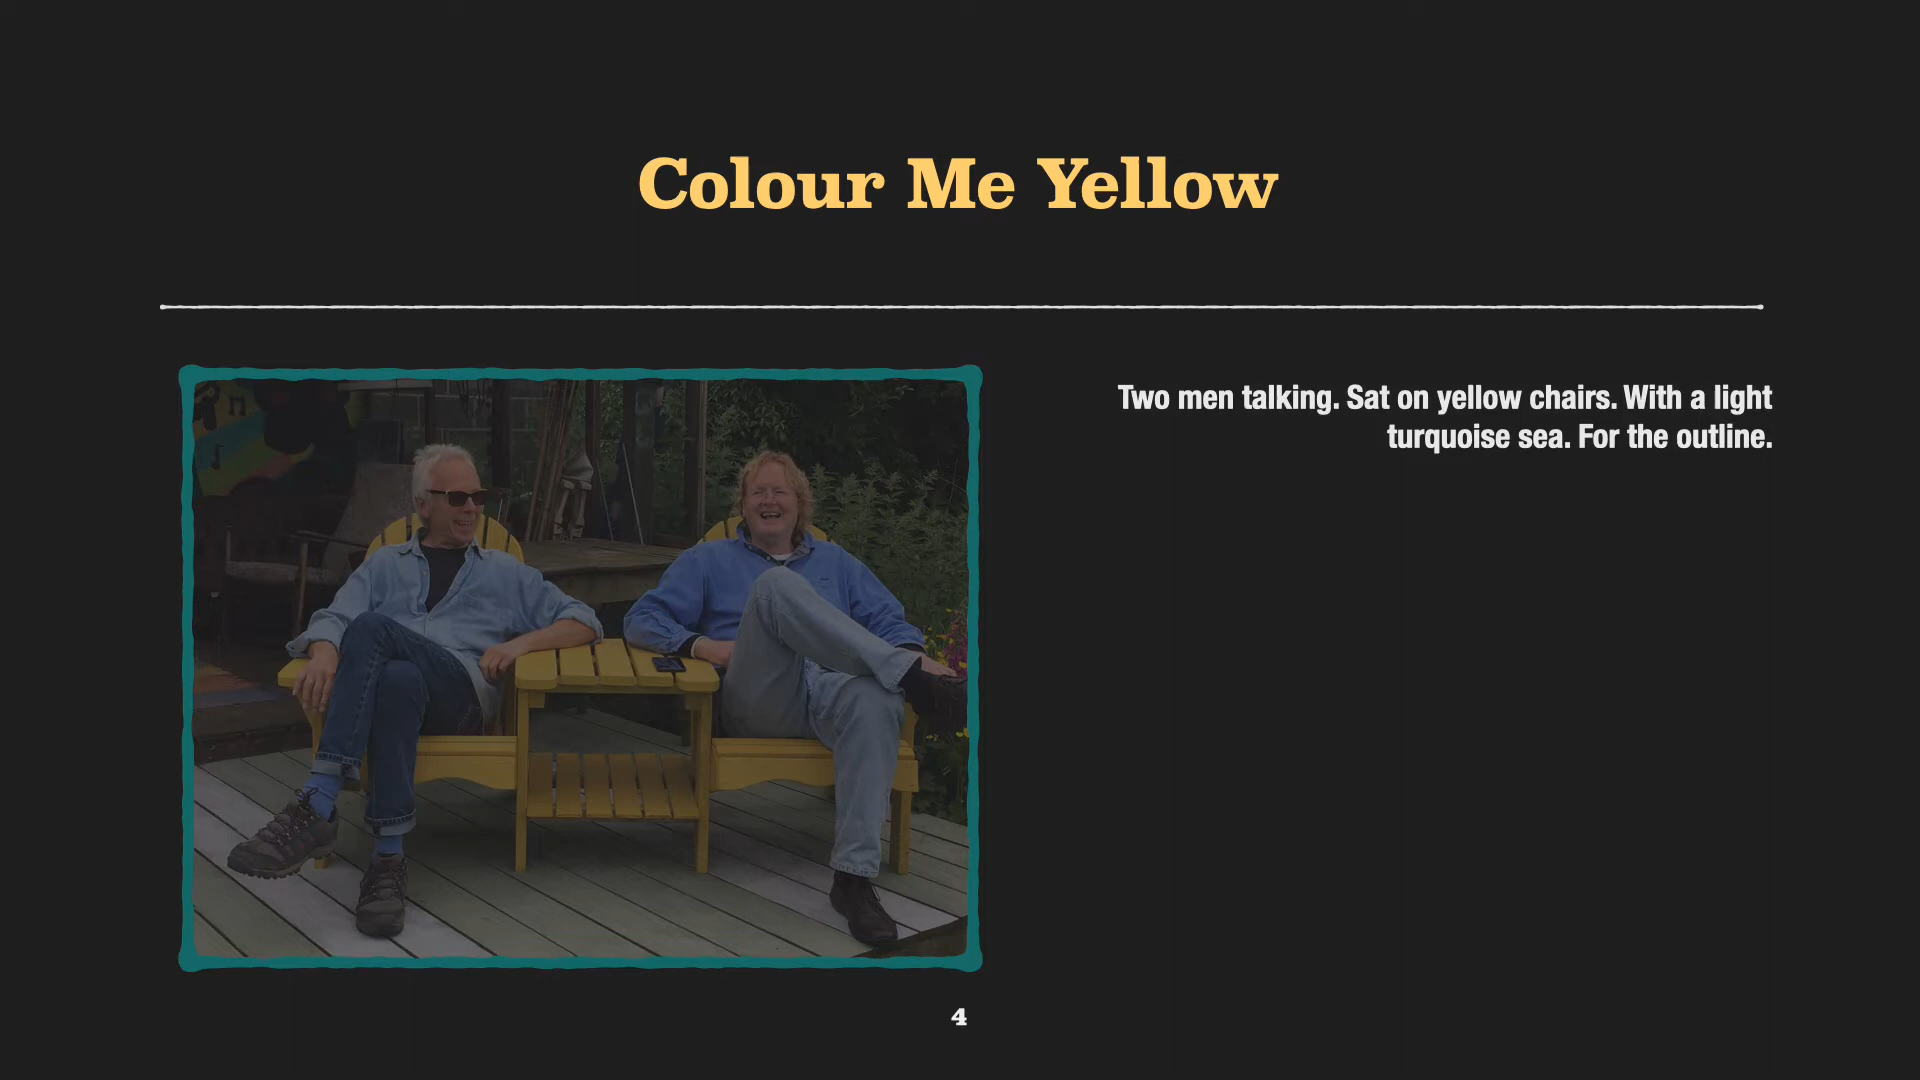 Colour Me Yellow
Two men talking. Sat on yellow chairs. With a light
turquoise sea. For the outline.
4